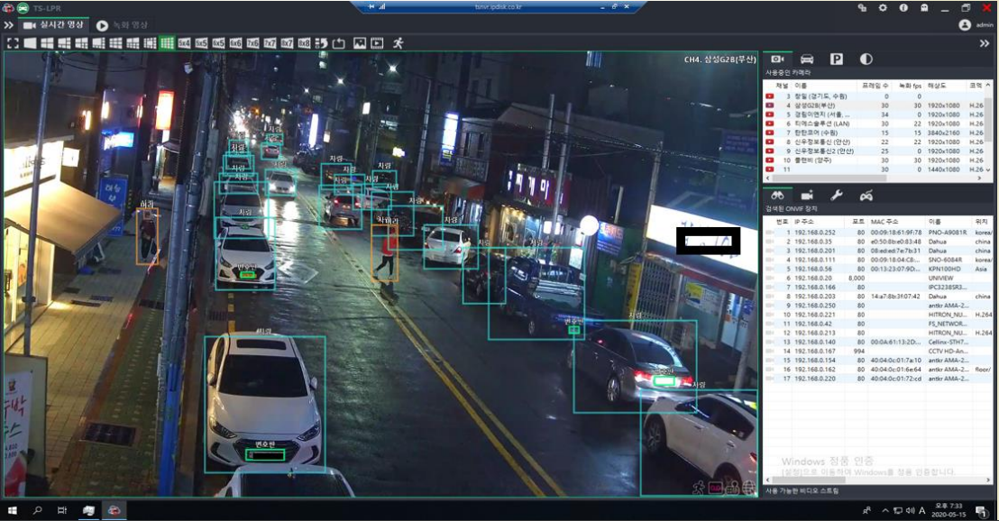 TS-LPR
tsnvr.ipdisk.co.kr
실시간 영상
녹화 영상
admin
5x4 5x5 6x5 6x6 7x6 7x7 8x7 8x8
CH4. 삼성G2B(부산)
사용중인 카메라
채널 이름 프레임 수 녹화 fps 해상도 코덱
3 창일 (경기도, 수원) 0 0
4 삼성G2B(부산) 30 30 1920x1080 H.26
5 경림이앤지 (서울, ... 34 0 1920x1080 H.26
6 티에스솔루션 (LAN) 30 22 1920x1080 H.26
7 탄탄코어 (수원) 15 15 3840x2160 H.26
8 신우정보통신 (안산) 22 22 1920x1080 H.26
9 신우정보통신2 (안산) 25 0 1920x1080 H.26
10 플랜비 (양주) 30 30 1920x1080 H.26
11 30 0 1440x1080 H.26
검색된 ONVIF 장치
번호 IP 주소 포트 MAC 주소 이름 위치
1 192.168.0.252 80 00:09:18:61:9F:78 PNO-A9081R korea/
2 192.168.0.35 80 e0:50:8b:e0:83:48 Dahua china
3 192.168.0.201 80 08:ed:ed:7e:7b:31 Dahua china
4 192.168.0.111 80 00:09:18:04:CB:... SNO-6084R korea/
5 192.168.0.56 80 00:13:23:07:9D... KPN100HD Asia
6 192.168.0.20 8,000 UNIVIEW
7 192.168.0.166 80 IPC3238SR3...
8 192.168.0.203 80 14:a7:8b:3f:07:42 Dahua china
9 192.168.0.250 80 antkr AMA-2...
10 192.168.0.221 80 HITRON_NU... H.264
11 192.168.0.42 80 FS_NETWOR...
12 192.168.0.213 80 HITRON_NU... H.264
13 192.168.0.140 80 00:0A:61:13:2D... Cellinx-STH7...
14 192.168.0.167 994 CCTV HD-An...
15 192.168.0.154 80 40:04:0c:01:7a:10 antkr AMA-2...
16 192.168.0.162 80 40:04:0c:01:6e:64 antkr AMA-2... floor/
17 192.168.0.220 80 40:04:0c:01:72:cd antkr AMA-2...
차량
차량
차량
차량
차량
차량
차량
차량
차량
차량
번호판
번호판
차량
번호판
차량
차량
번호판
Windows 정품 인증
[설정]으로 이동하여 Windows를 정품 인증합니다.
사용 가능한 비디오 스트림
A
오후 7:33
2020-05-15